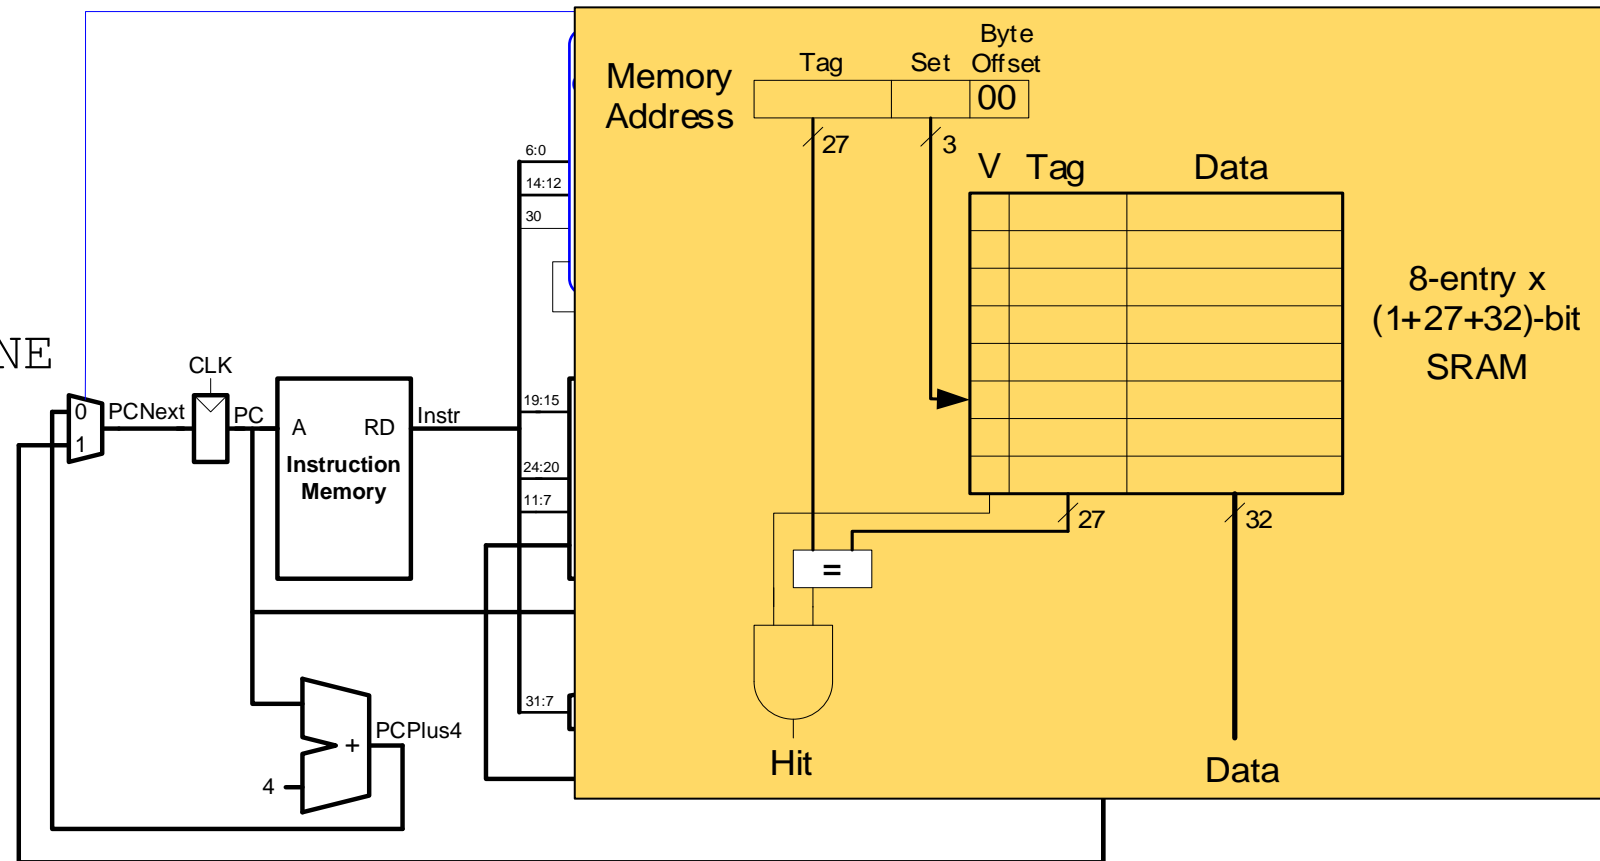 Byte
Tag Set Offset
Memory
Address
00
27 3
6:0
14:12
30
V Tag Data
8-entry x
(1+27+32)-bit
SRAM
NE
CLK
0 PCNext PC
1
A RD Instr
Instruction
Memory
19:15
24:20
11:7
27 32
=
31:7
PCPlus4
+
4
Hit
Data